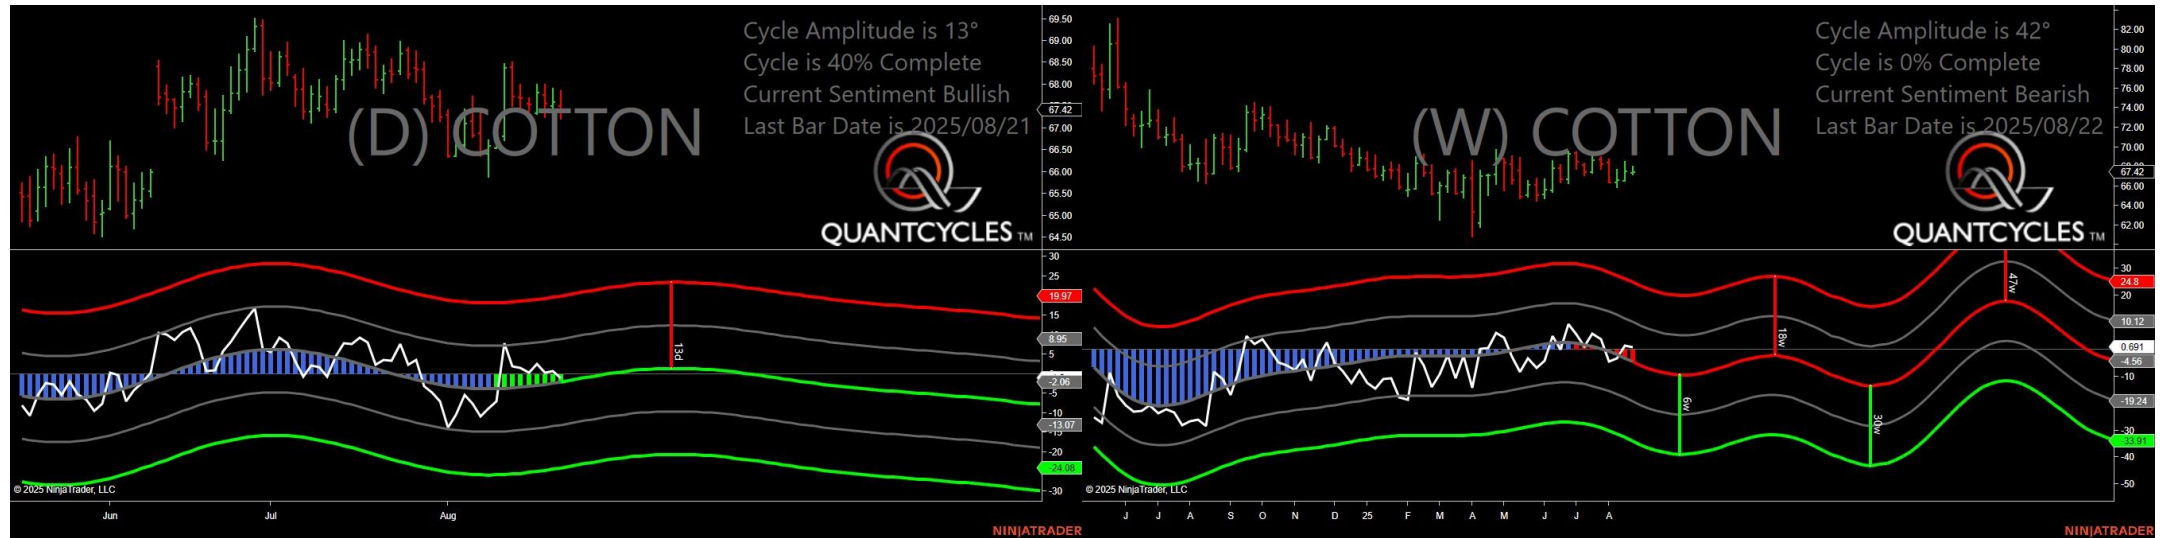 Cycle Amplitude is 13°
Cycle is 40% Complete
Current Sentiment Bullish
Last Bar Date is 2025/08/21
(D) COTTON
QUANTCYCLES TM
69.50
69.00
68.50
68.00
67.42
67.00
66.50
66.00
65.50
65.00
64.50
30
25
19.97
15
8.95
5
-2.06
-5
-10
-13.07
-20
-24.08
-30
13d
© 2025 NinjaTrader, LLC
Jun
Jul
Aug
NINJATRADER
Cycle Amplitude is 42°
Cycle is 0% Complete
Current Sentiment Bearish
Last Bar Date is 2025/08/22
(W) COTTON
QUANTCYCLES TM
82.00
80.00
78.00
76.00
74.00
72.00
70.00
67.42
66.00
64.00
62.00
30
24.8
20
10.12
0.691
-4.56
-10
-19.24
-30
-33.91
-40
-50
6w
18w
30w
47w
© 2025 NinjaTrader, LLC
J
J
A
S
O
N
D
25
F
M
A
M
J
J
A
NINJATRADER